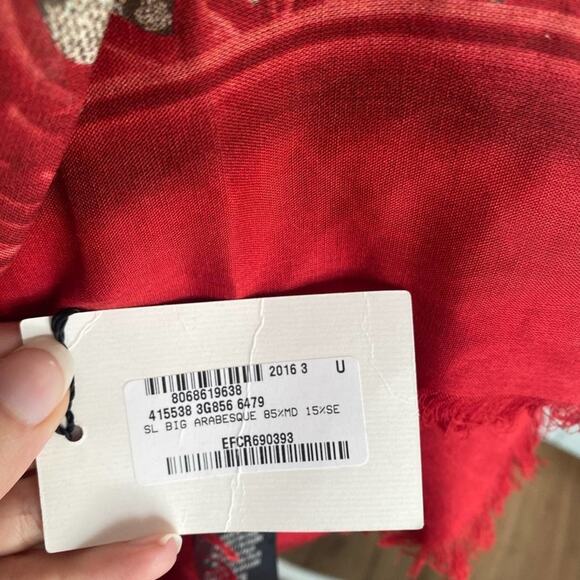 2016 3 U
8068619638
415538 3G856 6479
SL BIG ARABESQUE 85%MD 15%SE
EFCR690393